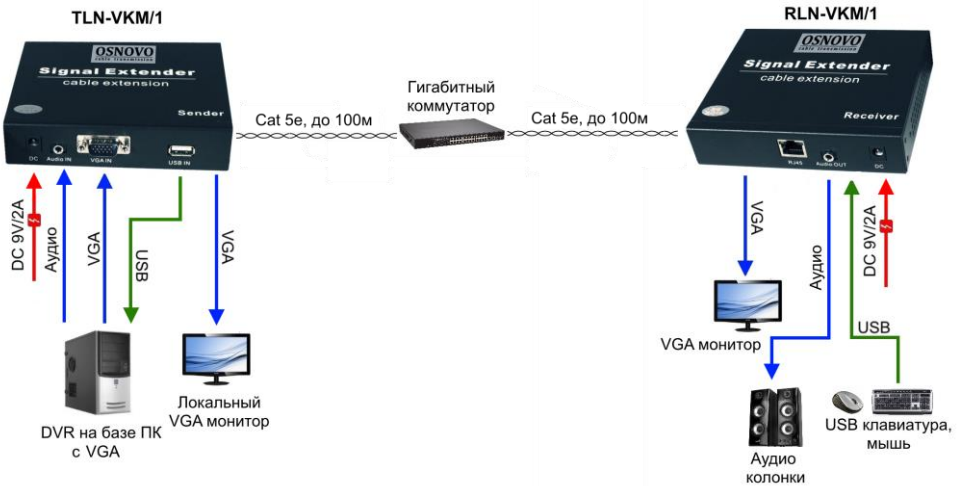 TLN-VKM/1
RLN-VKM/1
OSNOVO
cable transmission
Signal Extender
cable extension
Sender
DC
Audio IN
VGA IN
USB IN
Cat 5e, до 100м
Гигабитный
коммутатор
Cat 5e, до 100м
OSNOVO
cable transmission
Signal Extender
cable extension
Receiver
RJ45
Audio OUT
DC
DC 9V/2A
Аудио
VGA
USB
VGA
VGA
Аудио
DC 9V/2A
USB
DVR на базе ПК
с VGA
Локальный
VGA монитор
VGA монитор
Аудио
колонки
USB клавиатура,
мышь